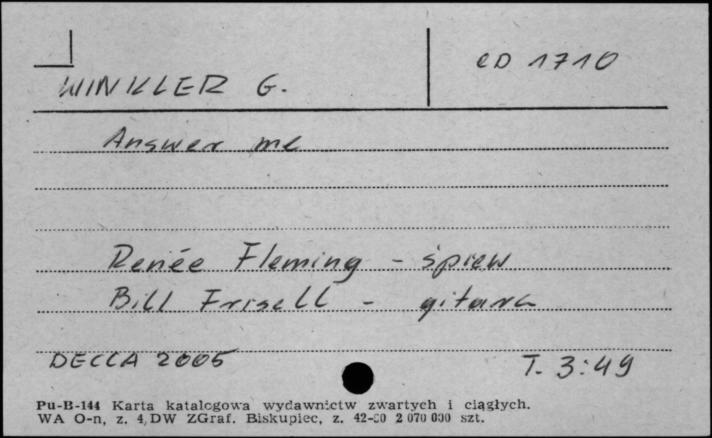 WINKLER G.
CD 1710
Answer me
Renée Fleming - śpiew
Bill Frisell - gitara
DECCA 2005
T. 3:49
Pu-B-144 Karta katalogowa wydawnictw zwartych i ciągłych.
WA O-n, z. 4, DW ZGraf. Biskupiec, z. 42-80 2 070 000 szt.